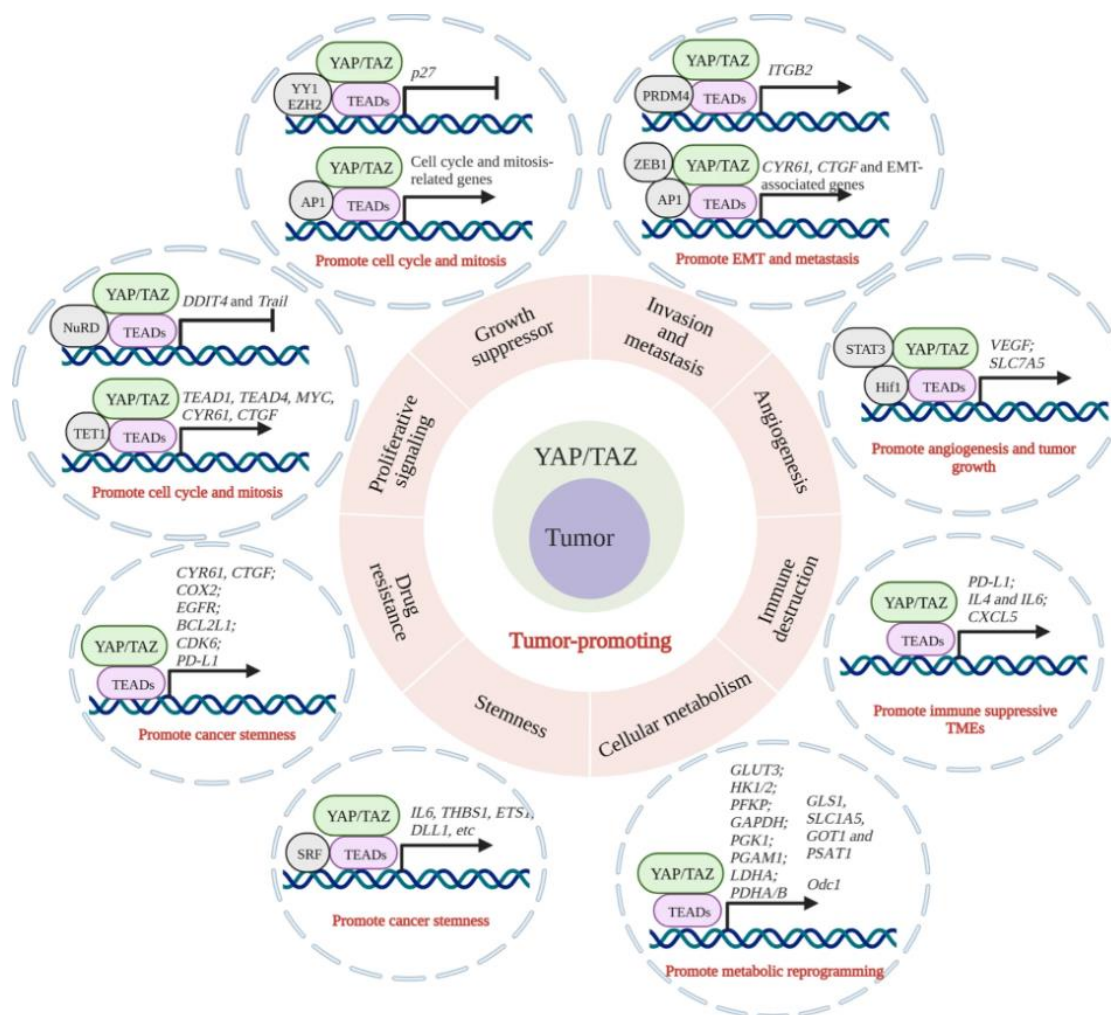 YAP/TAZ
p27
YY1
EZH2
TEADs
YAP/TAZ
Cell cycle and mitosis-
related genes
AP1
TEADs
Promote cell cycle and mitosis
YAP/TAZ
ITGB2
PRDM4
TEADs
ZEB1
YAP/TAZ
CYR61, CTGF and EMT-
associated genes
AP1
TEADs
Promote EMT and metastasis
YAP/TAZ
DDIT4 and Trail
NuRD
TEADs
YAP/TAZ
TEAD1, TEAD4, MYC,
CYR61, CTGF
TET1
TEADs
Promote cell cycle and mitosis
STAT3
YAP/TAZ
VEGF;
SLC7A5
Hif1
TEADs
Promote angiogenesis and tumor
growth
Growth
suppressor
Invasion
and
metastasis
Proliferative
signaling
Angiogenesis
YAP/TAZ
Tumor
Tumor-promoting
Drug
resistance
Immune
destruction
Stemness
Cellular metabolism
CYR61, CTGF;
COX2;
EGFR;
BCL2L1;
CDK6;
PD-L1
YAP/TAZ
TEADs
Promote cancer stemness
PD-L1;
IL4 and IL6;
CXCL5
YAP/TAZ
TEADs
Promote immune suppressive
TMEs
YAP/TAZ
IL6, THBS1, ETS1,
DLL1, etc
SRF
TEADs
Promote cancer stemness
GLUT3;
HK1/2;
PFKP;
GAPDH;
PGK1;
PGAM1;
LDHA;
PDHA/B
GLS1,
SLC1A5,
GOT1 and
PSAT1
Odc1
YAP/TAZ
TEADs
Promote metabolic reprogramming